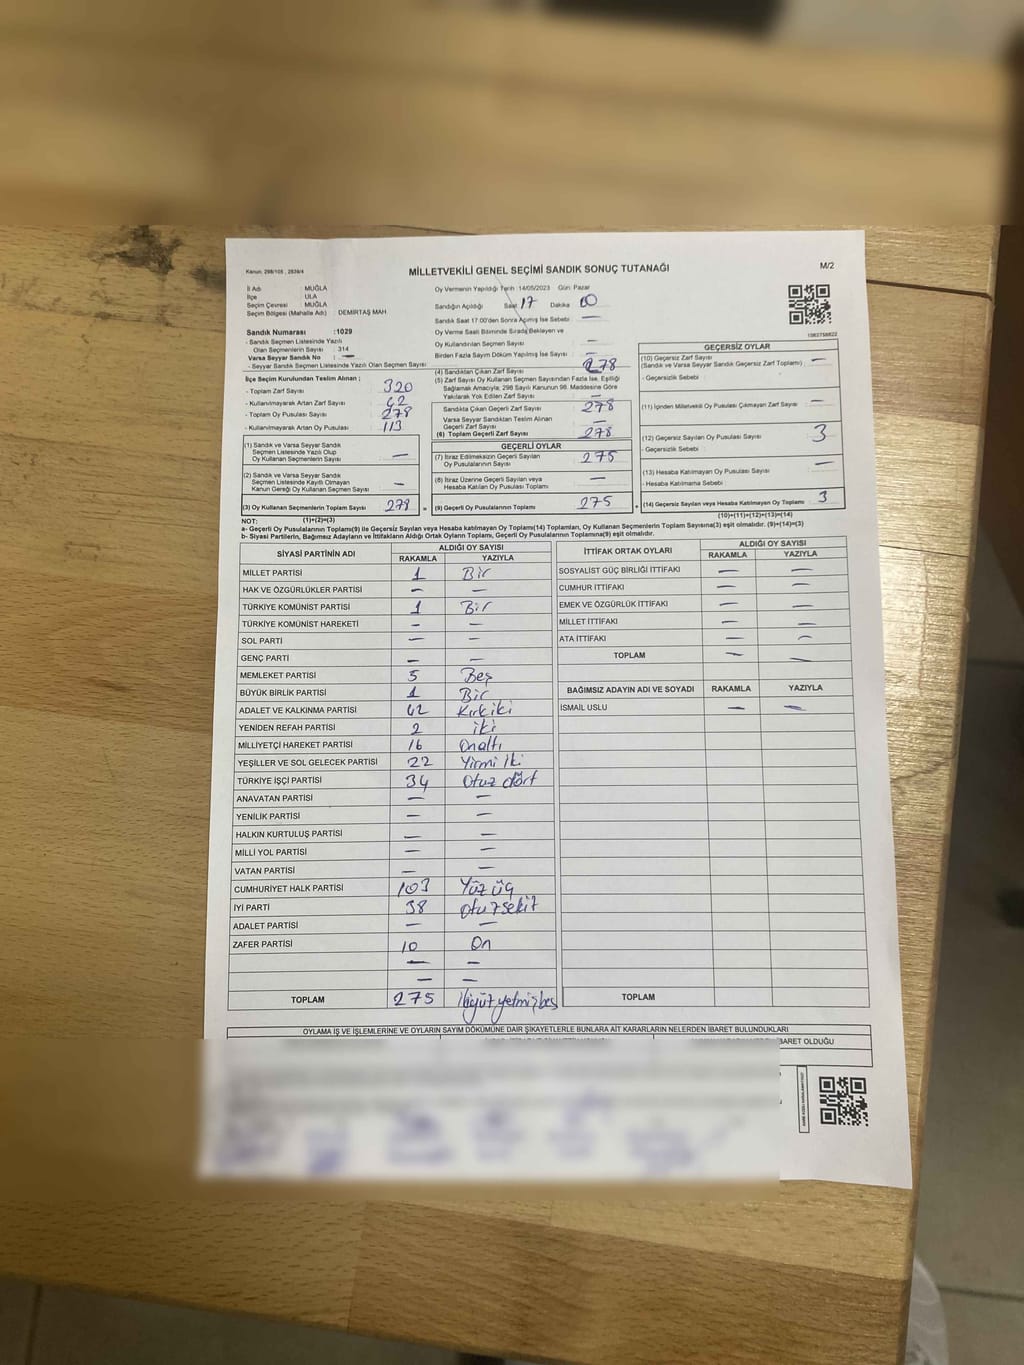 Kanun: 298/105 , 2839/4
MİLLETVEKİLİ GENEL SEÇİMİ SANDIK SONUÇ TUTANAĞI
M/2
İl Adı : MUĞLA
İlçe : ULA
Seçim Çevresi : MUĞLA
Seçim Bölgesi (Mahalle Adı) : DEMİRTAŞ MAH.
Sandık Numarası : 1029
- Sandık Seçmen Listesinde Yazılı
Olan Seçmenlerin Sayısı : 314
Varsa Seyyar Sandık No : —
- Seyyar Sandık Seçmen Listesinde Yazılı Olan Seçmen Sayısı
İlçe Seçim Kurulundan Teslim Alınan ;
- Toplam Zarf Sayısı 320
- Kullanılmayarak Artan Zarf Sayısı 42
- Toplam Oy Pusulası Sayısı 278
- Kullanılmayarak Artan Oy Pusulası 113
(1) Sandık ve Varsa Seyyar Sandık
Seçmen Listesinde Yazılı Olup
Oy Kullanan Seçmenlerin Sayısı —
(2) Sandık ve Varsa Seyyar Sandık
Seçmen Listesinde Kayıtlı Olmayan
Kanun Gereği Oy Kullanan Seçmen Sayısı —
(3) Oy Kullanan Seçmenlerin Toplam Sayısı 278
(1)+(2)=(3)
Oy Vermenin Yapıldığı Tarih : 14/05/2023 Gün: Pazar
Sandığın Açıldığı Saat 17 Dakika 00
Sandık Saat 17.00'den Sonra Açılmış İse Sebebi : —
Oy Verme Saati Bitiminde Sırada Bekleyen ve
Oy Kullandırılan Seçmen Sayısı : —
Birden Fazla Sayım Döküm Yapılmış İse Sayısı : —
(4) Sandıktan Çıkan Zarf Sayısı 278
(5) Zarf Sayısı Oy Kullanan Seçmen Sayısından Fazla İse, Eşitliği
Sağlamak Amacıyla, 298 Sayılı Kanunun 98. Maddesine Göre
Yakılarak Yok Edilen Zarf Sayısı —
Sandıkta Çıkan Geçerli Zarf Sayısı 278
Varsa Seyyar Sandıktan Teslim Alınan
Geçerli Zarf Sayısı —
(6) Toplam Geçerli Zarf Sayısı 278
GEÇERLİ OYLAR
(7) İtiraz Edilmeksizin Geçerli Sayılan
Oy Pusulalarının Sayısı 275
(8) İtiraz Üzerine Geçerli Sayılan veya
Hesaba Katılan Oy Pusulası Toplamı —
= (9) Geçerli Oy Pusulalarının Toplamı 275
1082758822
GEÇERSİZ OYLAR
(10) Geçersiz Zarf Sayısı —
(Sandık ve Varsa Seyyar Sandık Geçersiz Zarf Toplamı)
- Geçersizlik Sebebi :
(11) İçinden Milletvekili Oy Pusulası Çıkmayan Zarf Sayısı —
(12) Geçersiz Sayılan Oy Pusulası Sayısı 3
- Geçersizlik Sebebi :
(13) Hesaba Katılmayan Oy Pusulası Sayısı —
- Hesaba Katılmama Sebebi :
+ (14) Geçersiz Sayılan veya Hesaba Katılmayan Oy Toplamı 3
(10)+(11)+(12)+(13)=(14)
NOT:
a- Geçerli Oy Pusulalarının Toplamı(9) ile Geçersiz Sayılan veya Hesaba katılmayan Oy Toplamı(14) Toplamları, Oy Kullanan Seçmenlerin Toplam Sayısına(3) eşit olmalıdır. (9)+(14)=(3)
b- Siyasi Partilerin, Bağımsız Adayların ve İttifakların Aldığı Ortak Oyların Toplamı, Geçerli Oy Pusulalarının Toplamına(9) eşit olmalıdır.
SİYASİ PARTİNİN ADI ALDIĞI OY SAYISI
RAKAMLA YAZIYLA
MİLLET PARTİSİ 1 Bir
HAK VE ÖZGÜRLÜKLER PARTİSİ — —
TÜRKİYE KOMÜNİST PARTİSİ 1 Bir
TÜRKİYE KOMÜNİST HAREKETİ — —
SOL PARTİ — —
GENÇ PARTİ — —
MEMLEKET PARTİSİ 5 Beş
BÜYÜK BİRLİK PARTİSİ 1 Bir
ADALET VE KALKINMA PARTİSİ 42 Kırkiki
YENİDEN REFAH PARTİSİ 2 iki
MİLLİYETÇİ HAREKET PARTİSİ 16 Onaltı
YEŞİLLER VE SOL GELECEK PARTİSİ 22 Yirmi İki
TÜRKİYE İŞÇİ PARTİSİ 34 Otuz dört
ANAVATAN PARTİSİ — —
YENİLİK PARTİSİ — —
HALKIN KURTULUŞ PARTİSİ — —
MİLLİ YOL PARTİSİ — —
VATAN PARTİSİ — —
CUMHURİYET HALK PARTİSİ 103 Yüz üç
İYİ PARTİ 38 Otuzsekiz
ADALET PARTİSİ — —
ZAFER PARTİSİ 10 On
— —
— —
TOPLAM 275 İkiyüz yetmişbeş
İTTİFAK ORTAK OYLARI ALDIĞI OY SAYISI
RAKAMLA YAZIYLA
SOSYALİST GÜÇ BİRLİĞİ İTTİFAKI — —
CUMHUR İTTİFAKI — —
EMEK VE ÖZGÜRLÜK İTTİFAKI — —
MİLLET İTTİFAKI — —
ATA İTTİFAKI — —
TOPLAM — —
BAĞIMSIZ ADAYIN ADI VE SOYADI RAKAMLA YAZIYLA
İSMAİL USLU — —
TOPLAM
OYLAMA İŞ VE İŞLEMLERİNE VE OYLARIN SAYIM DÖKÜMÜNE DAİR ŞİKAYETLERLE BUNLARA AİT KARARLARIN NELERDEN İBARET BULUNDUKLARI
İBARET OLDUĞU